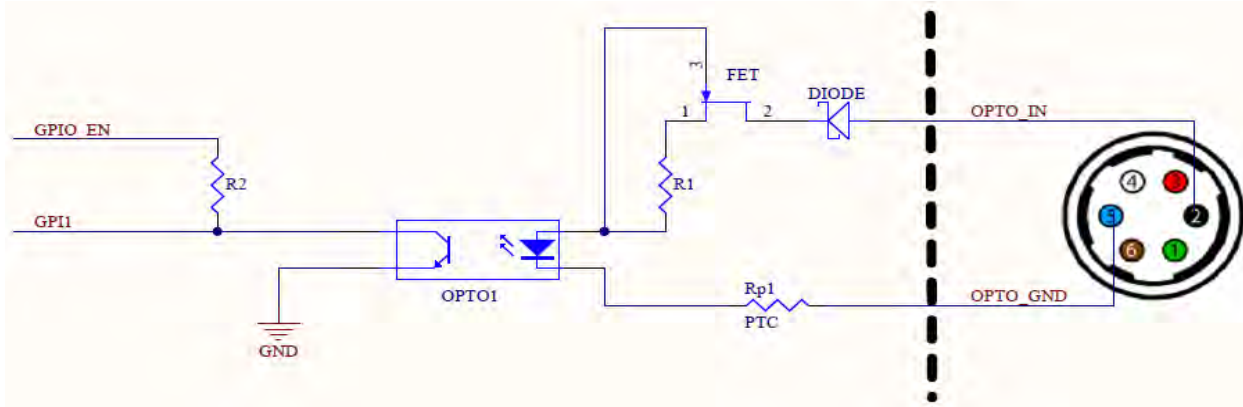 3
FET
DIODE
1
2
OPTO_IN
GPIO_EN
R2
R1
4
3
GPI1
5
2
6
1
OPTO1
Rp1
PTC
OPTO_GND
GND